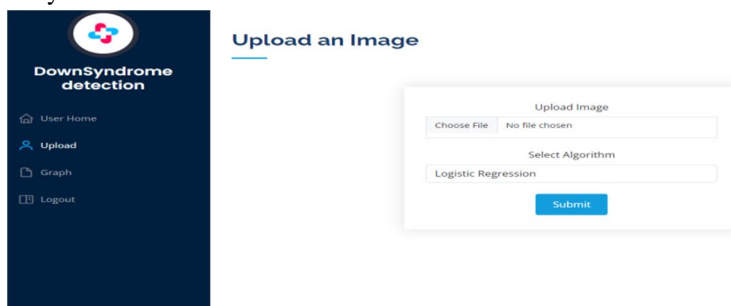 DownSyndrome
detection
User Home
Upload
Graph
Logout
Upload an Image
Upload Image
Choose File No file chosen
Select Algorithm
Logistic Regression
Submit